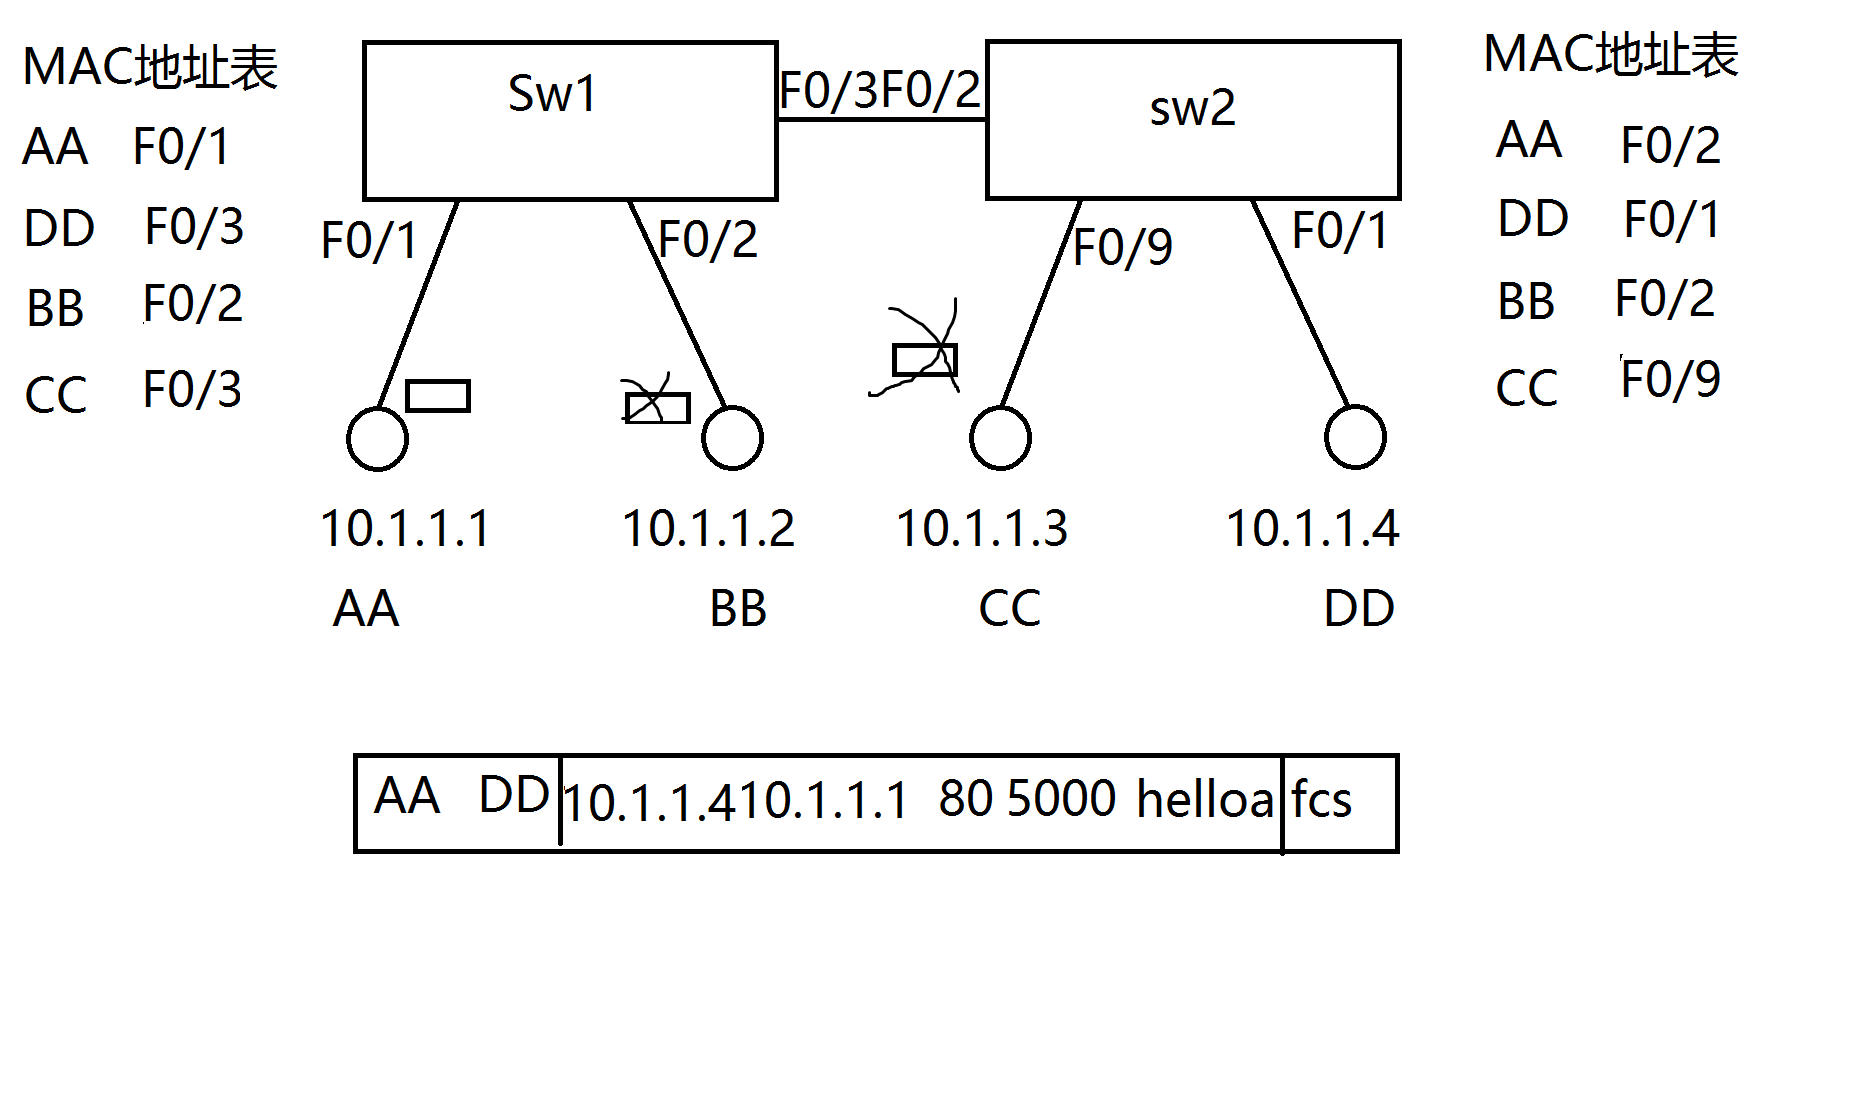 MAC地址表
AA F0/1
DD F0/3
BB F0/2
CC F0/3
Sw1
F0/3F0/2
sw2
F0/1
F0/2
F0/9
F0/1
MAC地址表
AA F0/2
DD F0/1
BB F0/2
CC F0/9
10.1.1.1 10.1.1.2 10.1.1.3 10.1.1.4
AA BB CC DD
AA DD 10.1.1.410.1.1.1 80 5000 helloa fcs